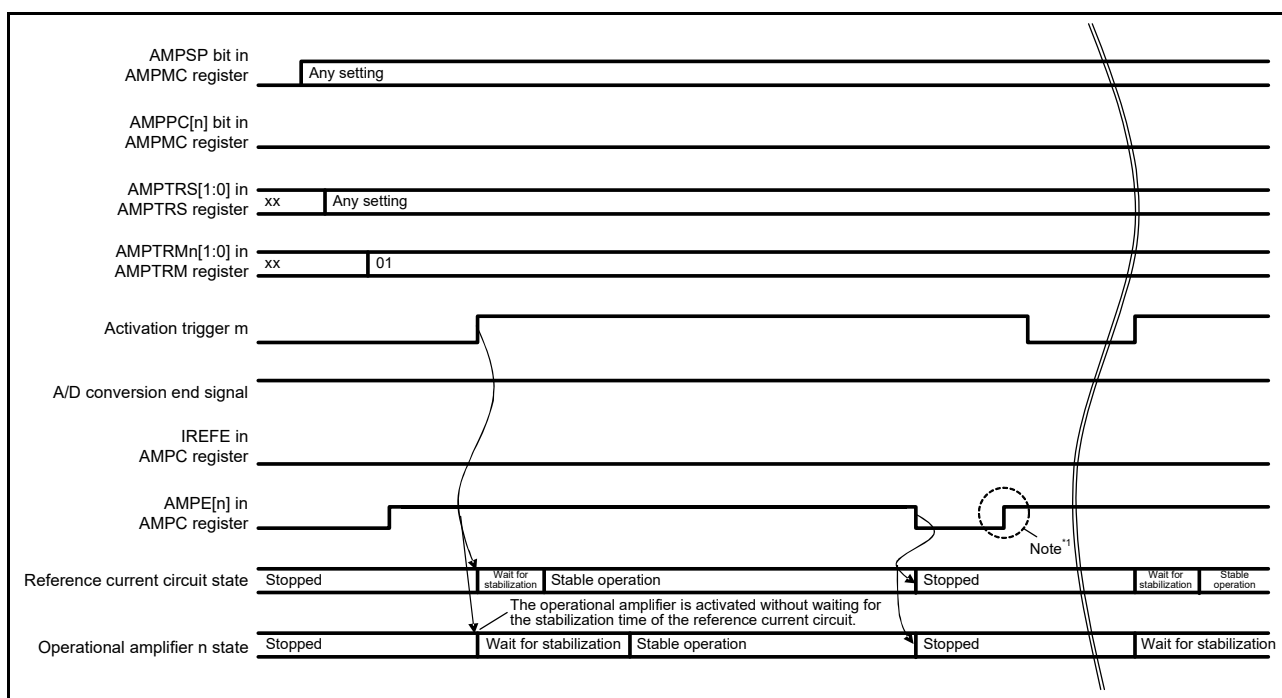 AMPSP bit in
AMPMC register
Any setting
AMPPC[n] bit in
AMPMC register
AMPTRS[1:0] in
AMPTRS register
xx
Any setting
AMPTRMn[1:0] in
AMPTRM register
xx
01
Activation trigger m
A/D conversion end signal
IREFE in
AMPC register
AMPE[n] in
AMPC register
Note*1
Reference current circuit state
Stopped
Wait for
stabilization
Stable operation
Stopped
Wait for
stabilization
Stable
operation
The operational amplifier is activated without waiting for
the stabilization time of the reference current circuit.
Operational amplifier n state
Stopped
Wait for stabilization
Stable operation
Stopped
Wait for stabilization